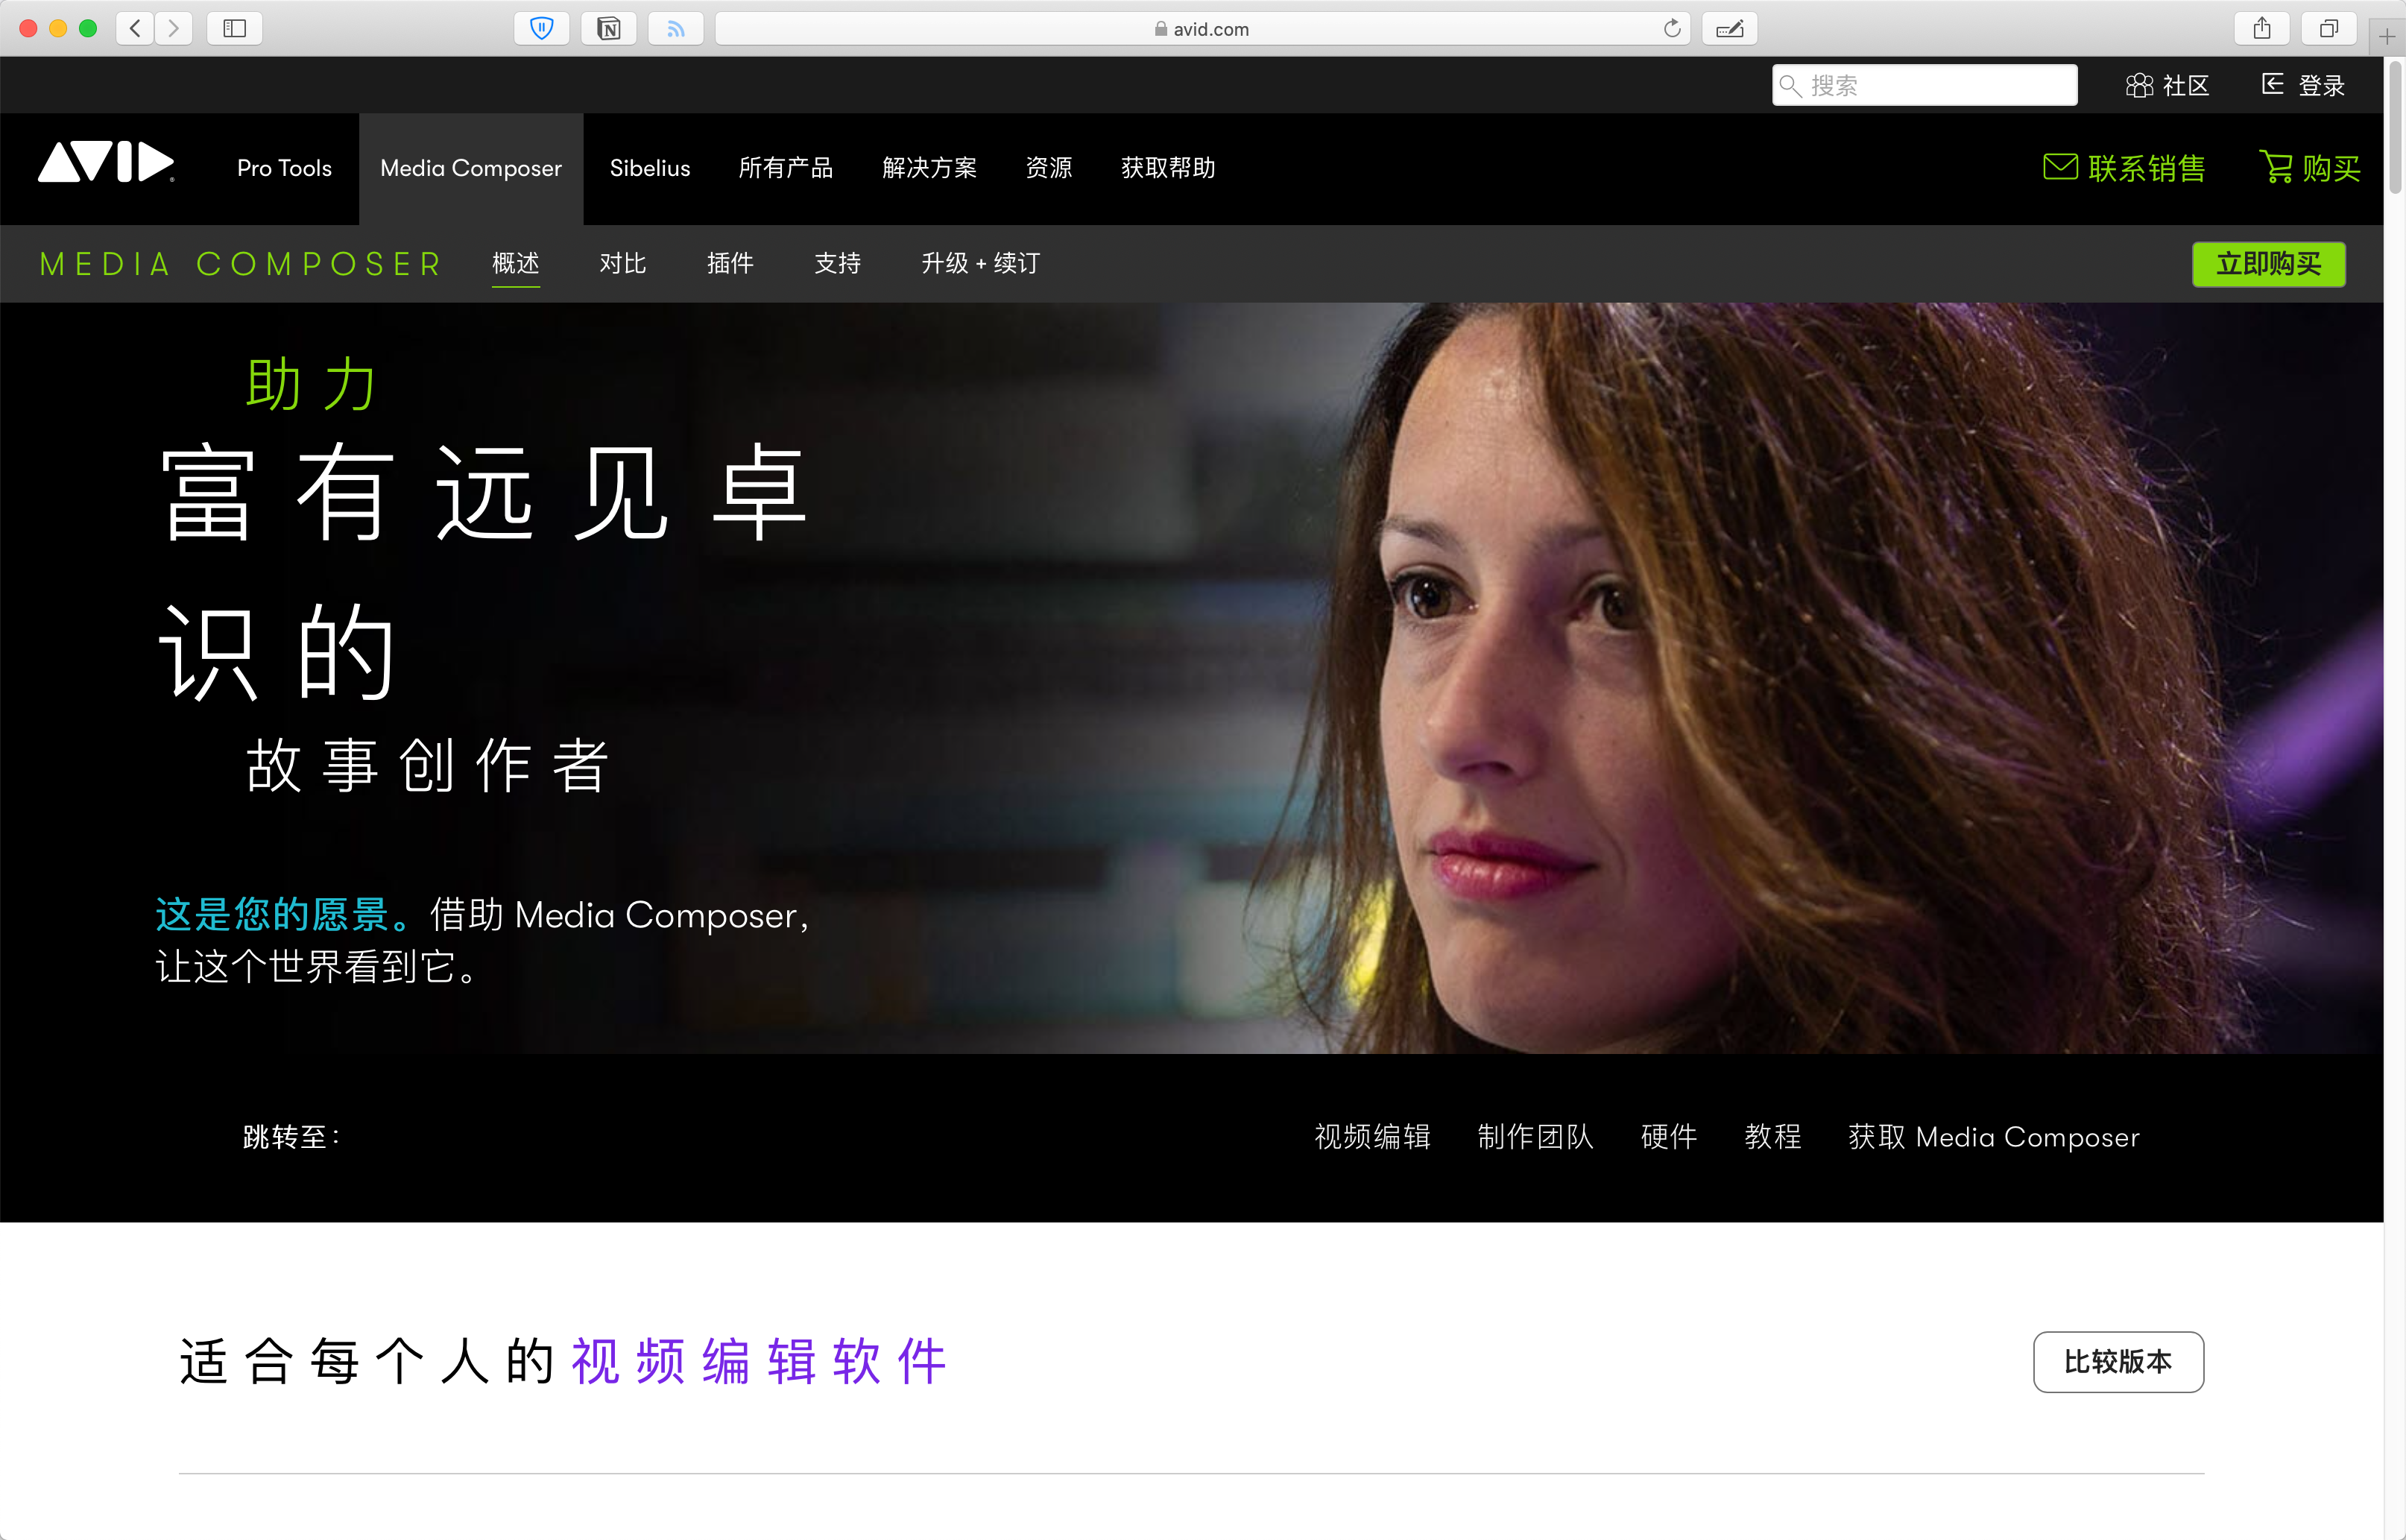 avid.com
搜索
社区
登录
AVID
Pro Tools
Media Composer
Sibelius
所有产品
解决方案
资源
获取帮助
联系销售
购买
MEDIA COMPOSER
概述
对比
插件
支持
升级 + 续订
立即购买
助力
富有远见卓
识的
故事创作者
这是您的愿景。借助 Media Composer,
让这个世界看到它。
跳转至：
视频编辑
制作团队
硬件
教程
获取 Media Composer
适合每个人的视频编辑软件
比较版本